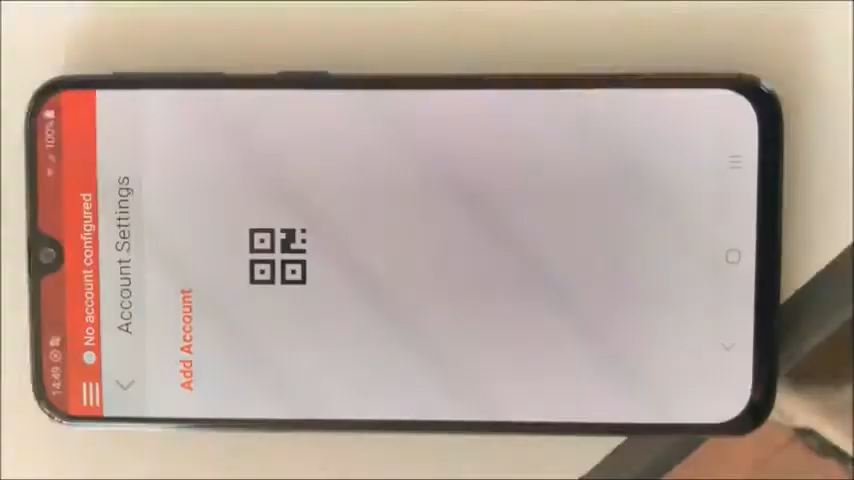 14:49
100%
No account configured
Account Settings
Add Account